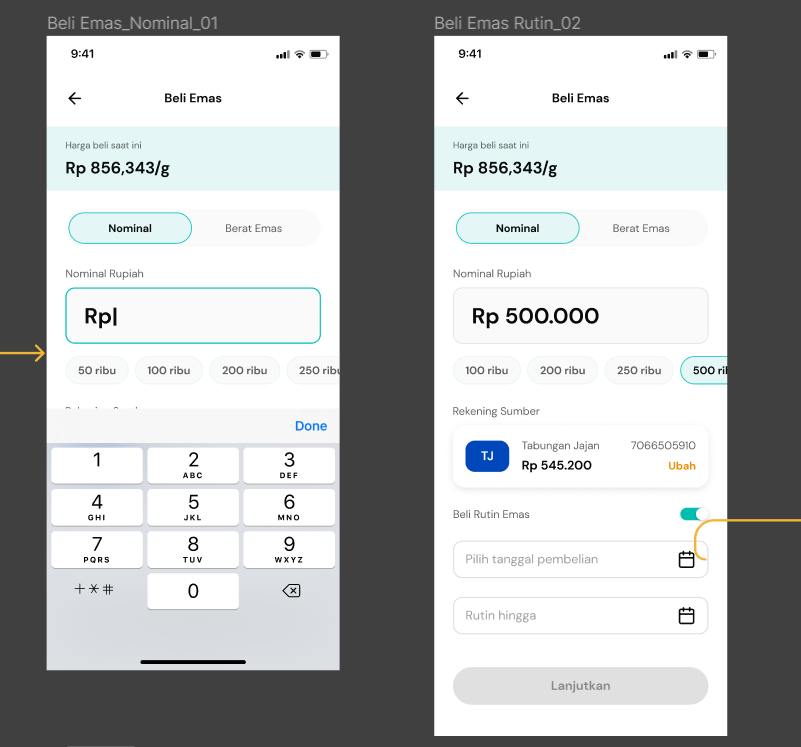 Beli Emas_Nominal_01
9:41
Beli Emas
Harga beli saat ini
Rp 856,343/g
Nominal
Berat Emas
Nominal Rupiah
Rp
50 ribu
100 ribu
200 ribu
250 ribu
Done
1
2
ABC
3
DEF
4
GHI
5
JKL
6
MNO
7
PQRS
8
TUV
9
WXYZ
+*#
0
Beli Emas Rutin_02
9:41
Beli Emas
Harga beli saat ini
Rp 856,343/g
Nominal
Berat Emas
Nominal Rupiah
Rp 500.000
100 ribu
200 ribu
250 ribu
500 ri
Rekening Sumber
TJ
Tabungan Jajan
7066505910
Rp 545.200
Ubah
Beli Rutin Emas
Pilih tanggal pembelian
Rutin hingga
Lanjutkan